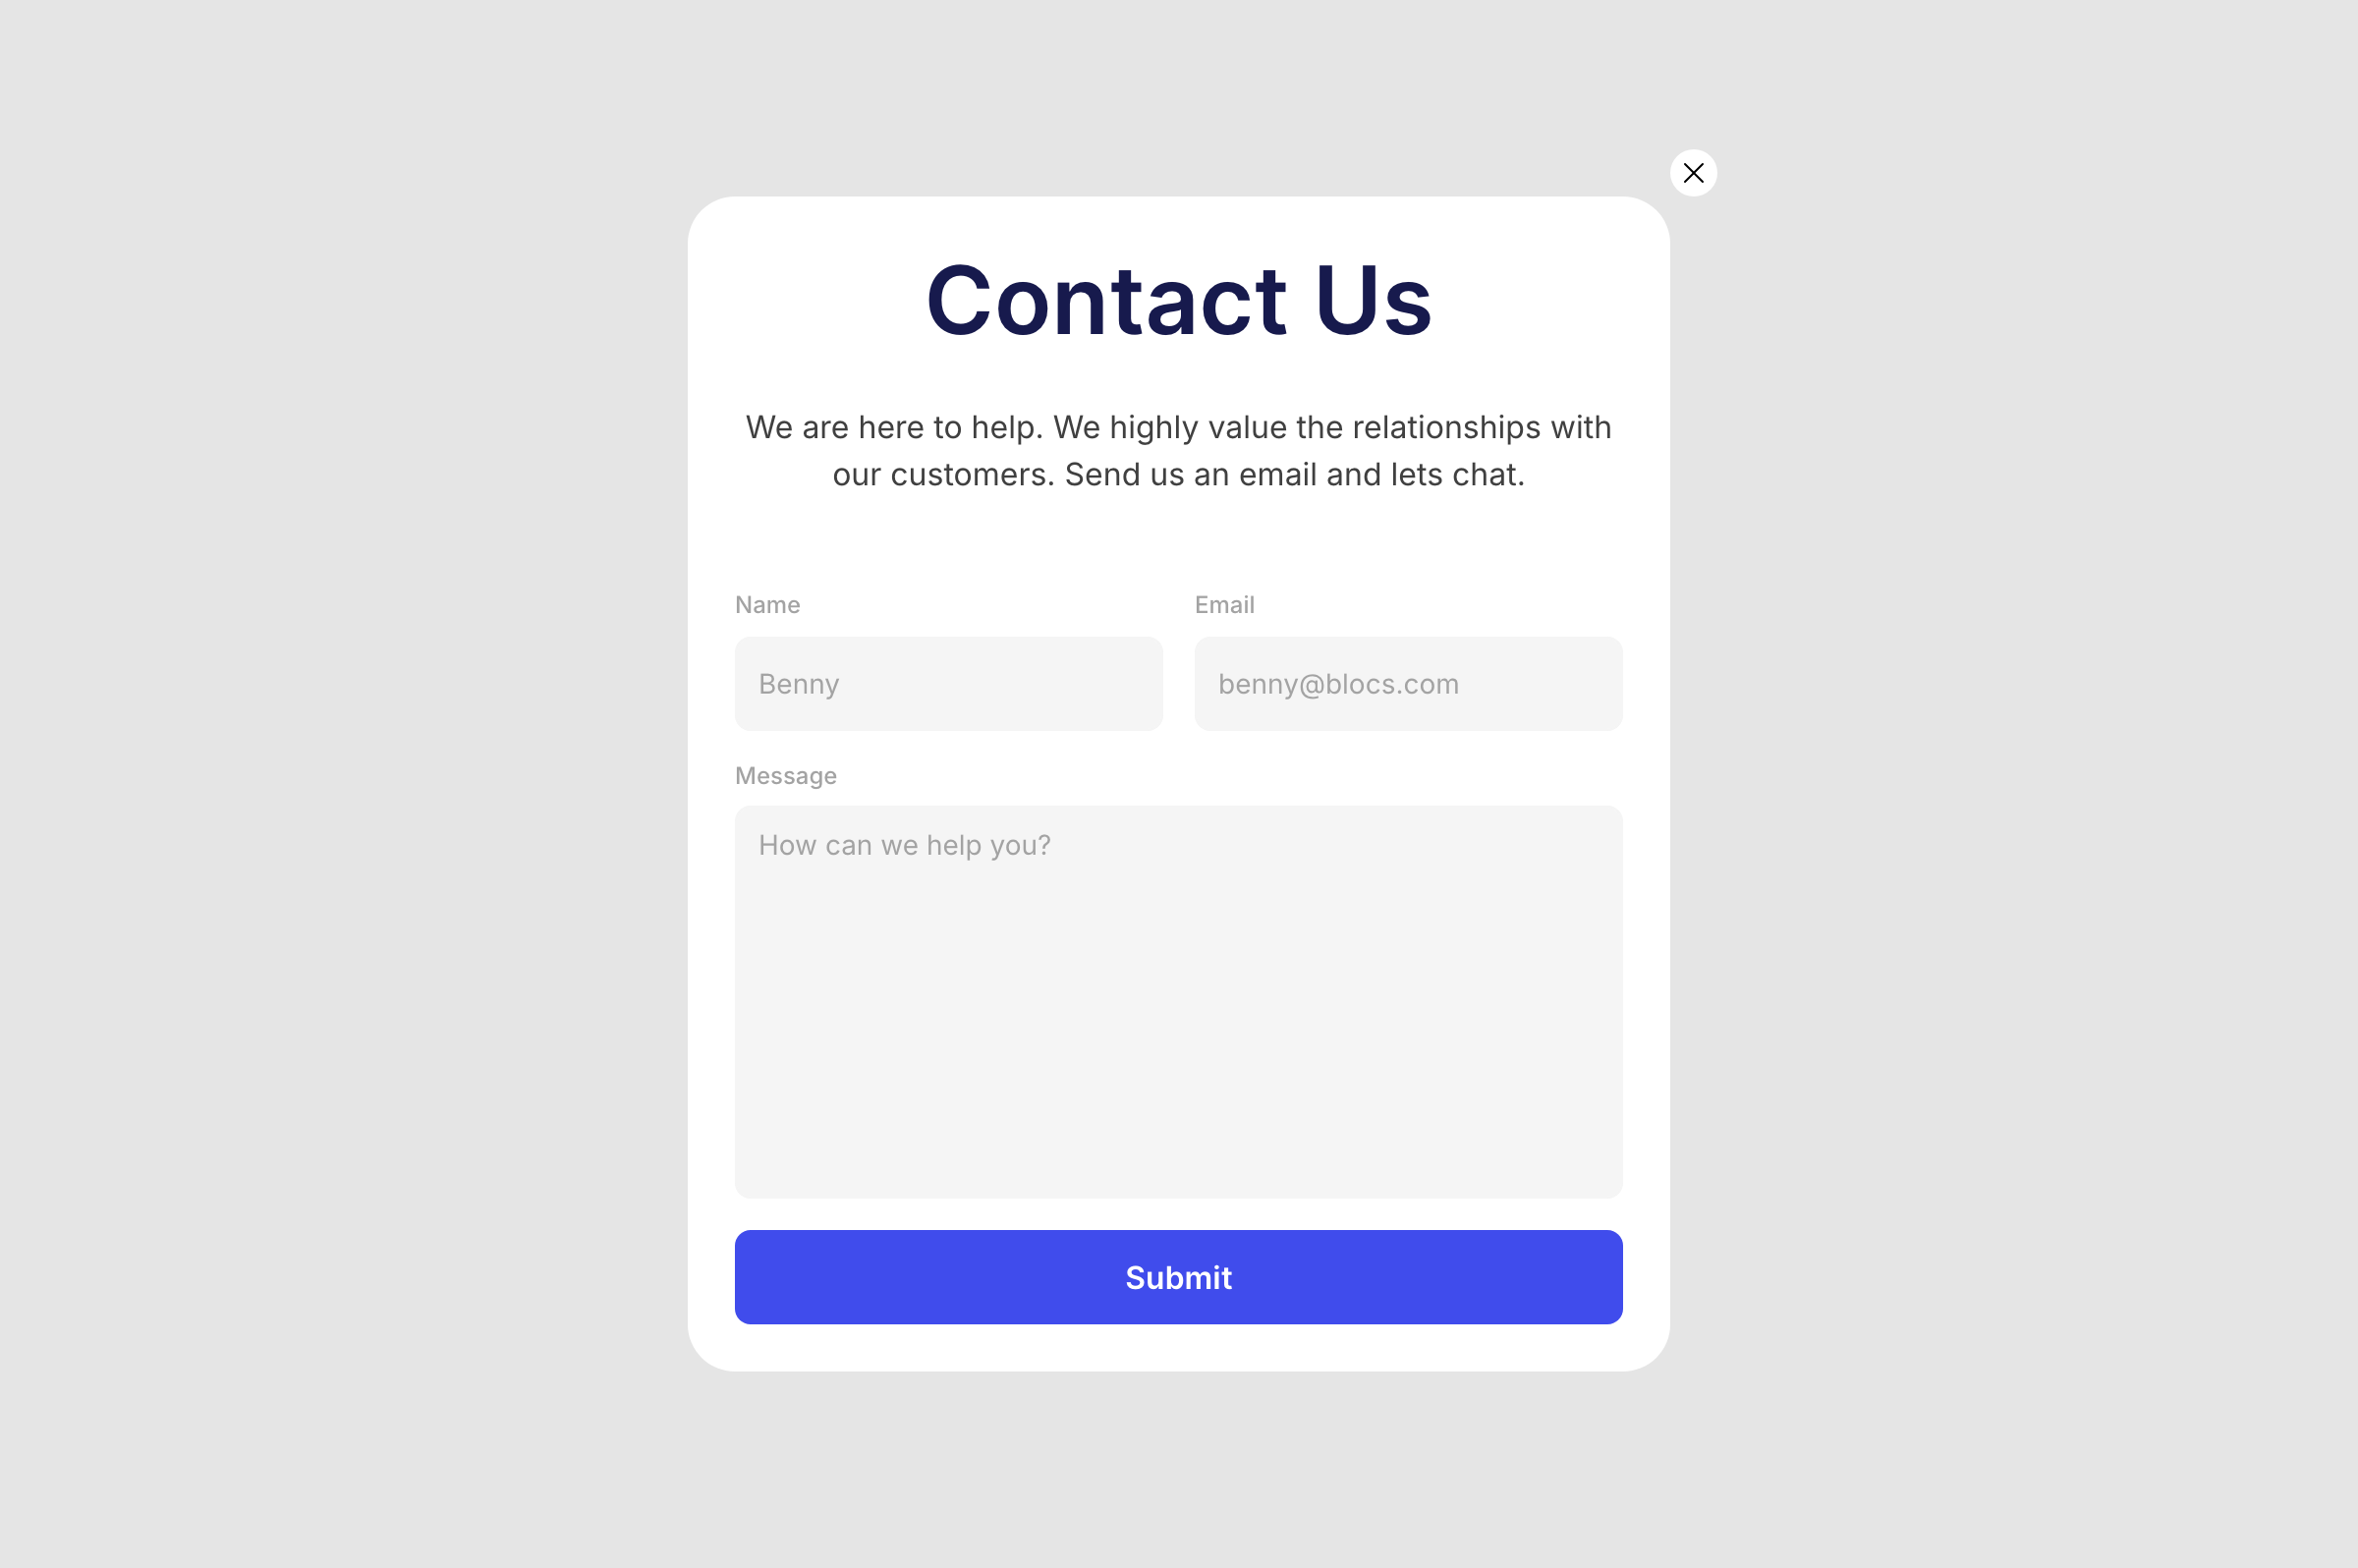 Contact Us
We are here to help. We highly value the relationships with
our customers. Send us an email and lets chat.
Name
Email
Benny
benny@blocs.com
Message
How can we help you?
Submit